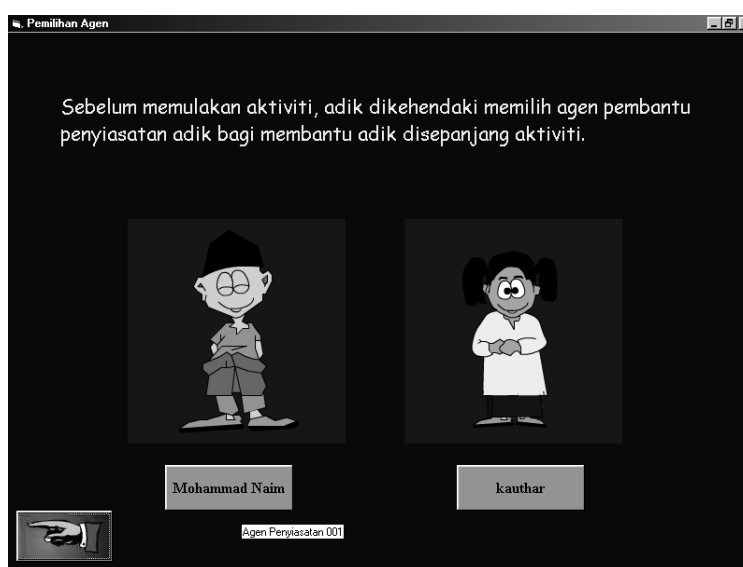 Pemilihan Agen
Sebelum memulakan aktiviti, adik dikehendaki memilih agen pembantu
penyiasatan adik bagi membantu adik disepanjang aktiviti.
Mohammad Naim
kauthar
Agen Penyiasatan 001